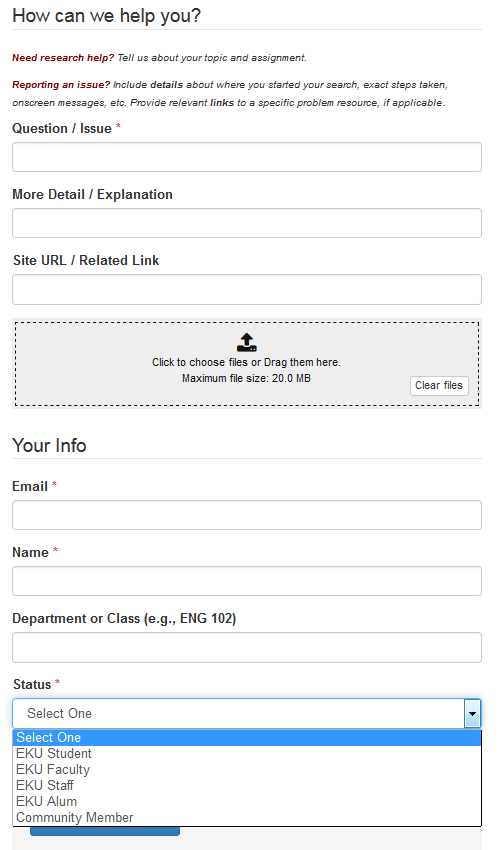 How can we help you?
Need research help? Tell us about your topic and assignment.
Reporting an issue? Include details about where you started your search, exact steps taken,
onscreen messages, etc. Provide relevant links to a specific problem resource, if applicable.
Question / Issue *
More Detail / Explanation
Site URL / Related Link
Click to choose files or Drag them here.
Maximum file size: 20.0 MB
Clear files
Your Info
Email *
Name *
Department or Class (e.g., ENG 102)
Status *
Select One
Select One
EKU Student
EKU Faculty
EKU Staff
EKU Alum
Community Member